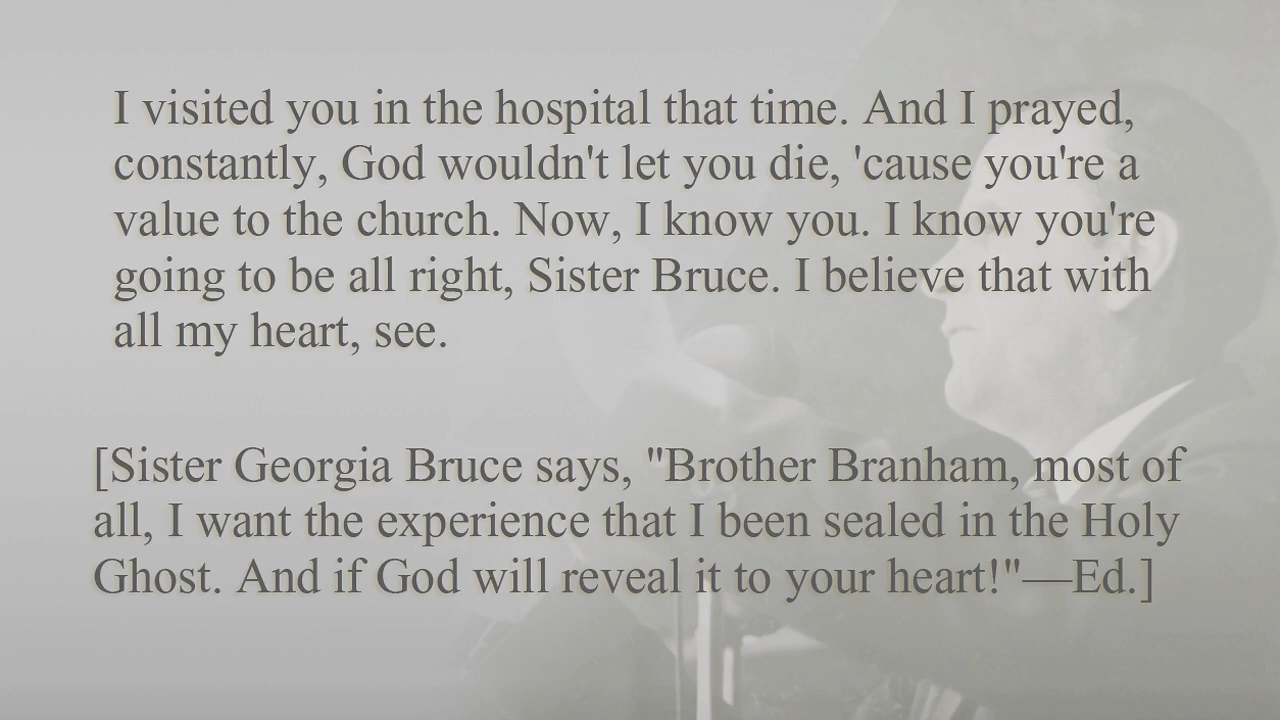 I visited you in the hospital that time. And I prayed,
constantly, God wouldn't let you die, 'cause you're a
value to the church. Now, I know you. I know you're
going to be all right, Sister Bruce. I believe that with
all my heart, see.
[Sister Georgia Bruce says, "Brother Branham, most of
all, I want the experience that I been sealed in the Holy
Ghost. And if God will reveal it to your heart!"—Ed.]